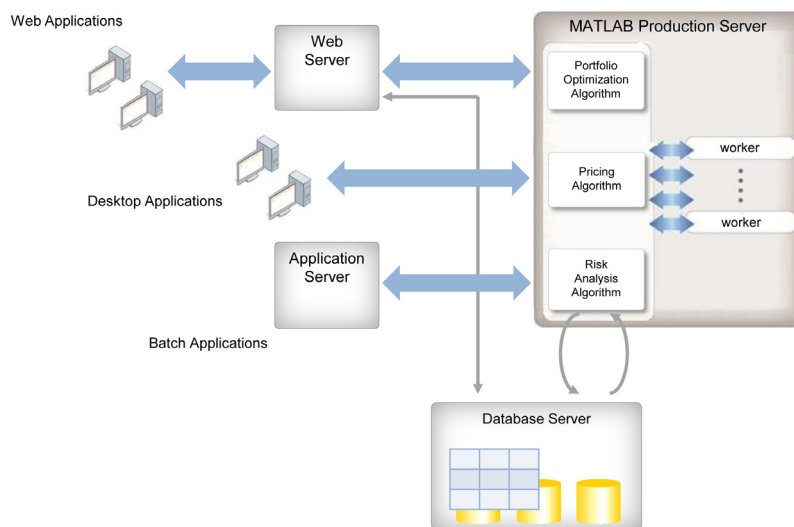 Web Applications
Web
Server
MATLAB Production Server
Portfolio
Optimization
Algorithm
worker
Pricing
Algorithm
worker
Desktop Applications
Application
Server
Risk
Analysis
Algorithm
Batch Applications
Database Server